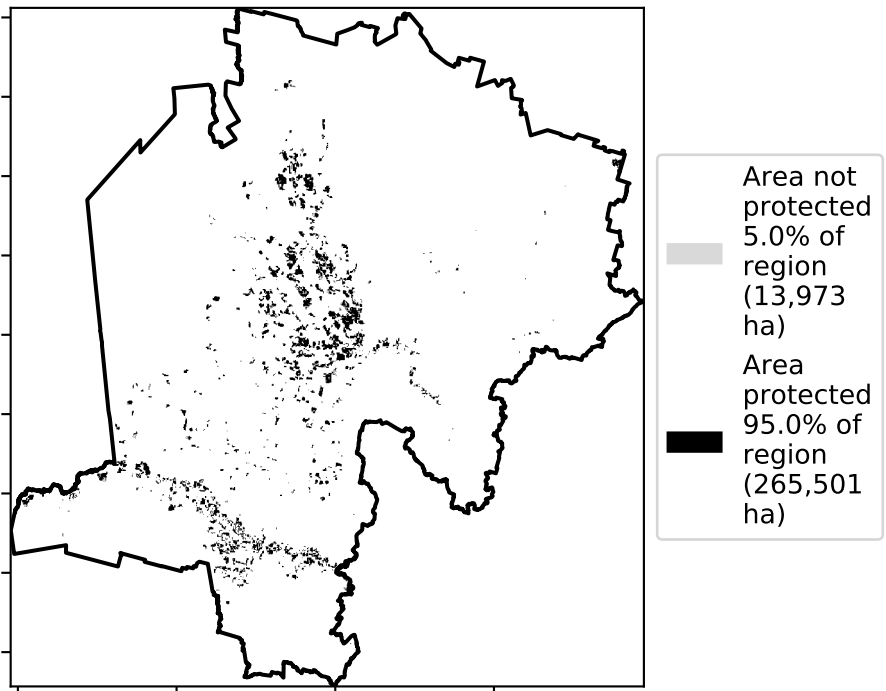 Area not
protected
5.0% of
region
(13,973
ha)
Area
protected
95.0% of
region
(265,501
ha)